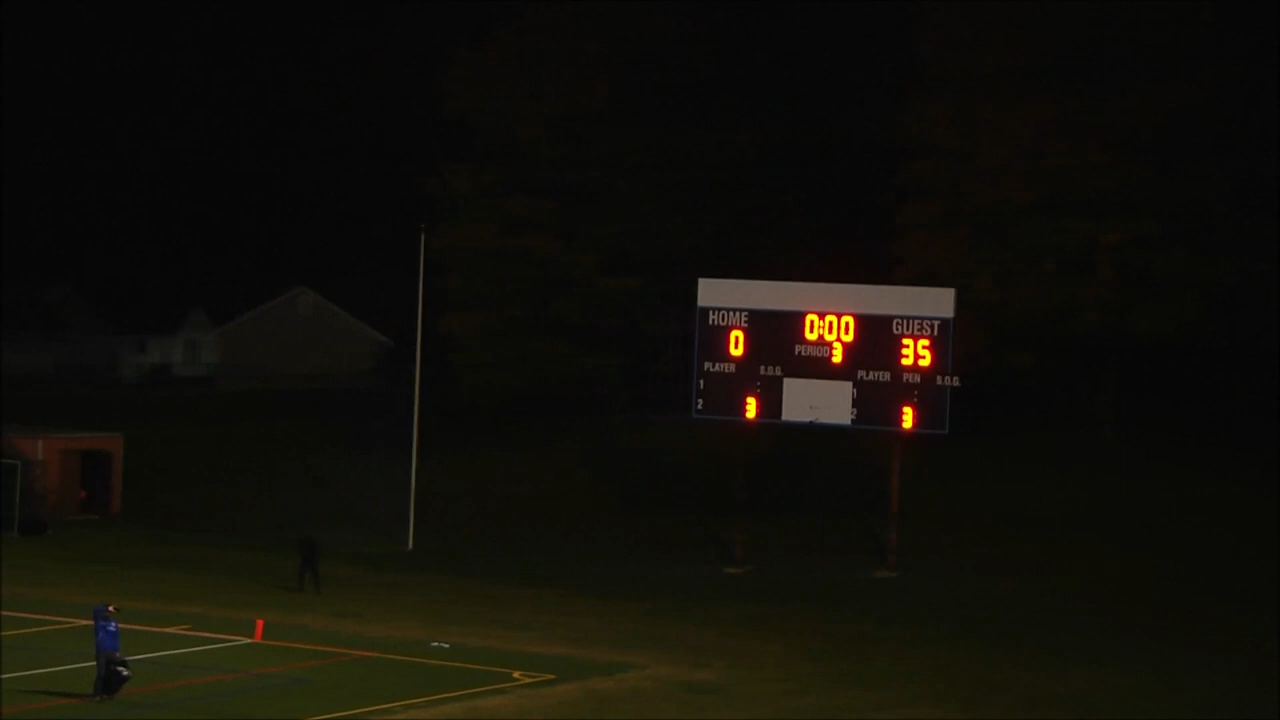 HOME 0:00 GUEST
0 PERIOD 3 35
PLAYER S.O.G. PLAYER PEN S.O.G.
1 : 1 :
2 3 2 3